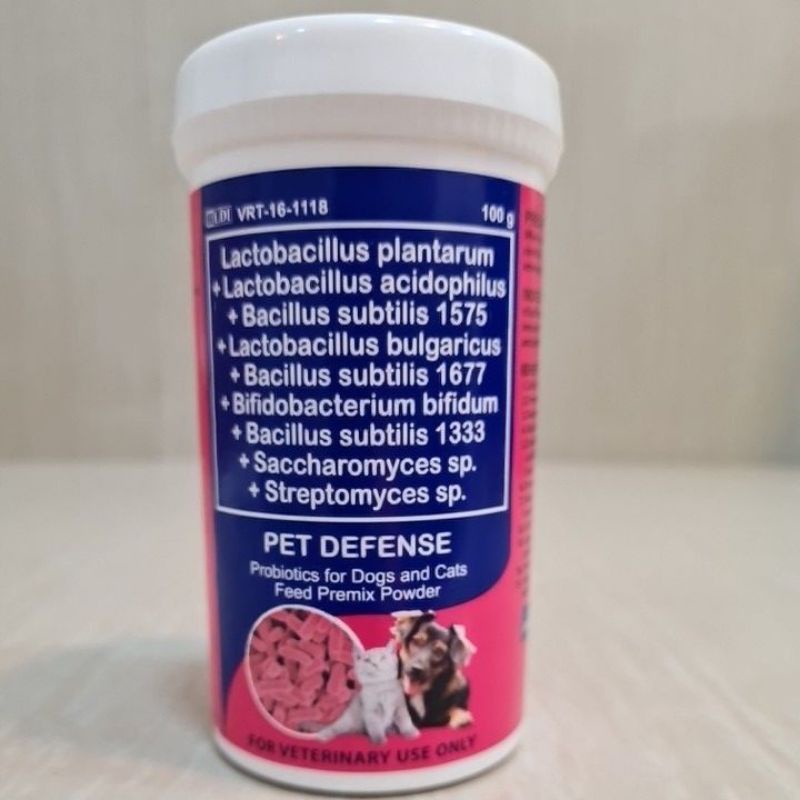 VRT-16-1118
100 g
Lactobacillus plantarum
+ Lactobacillus acidophilus
+ Bacillus subtilis 1575
+ Lactobacillus bulgaricus
+ Bacillus subtilis 1677
+ Bifidobacterium bifidum
+ Bacillus subtilis 1333
+ Saccharomyces sp.
+ Streptomyces sp.
PET DEFENSE
Probiotics for Dogs and Cats
Feed Premix Powder
FOR VETERINARY USE ONLY